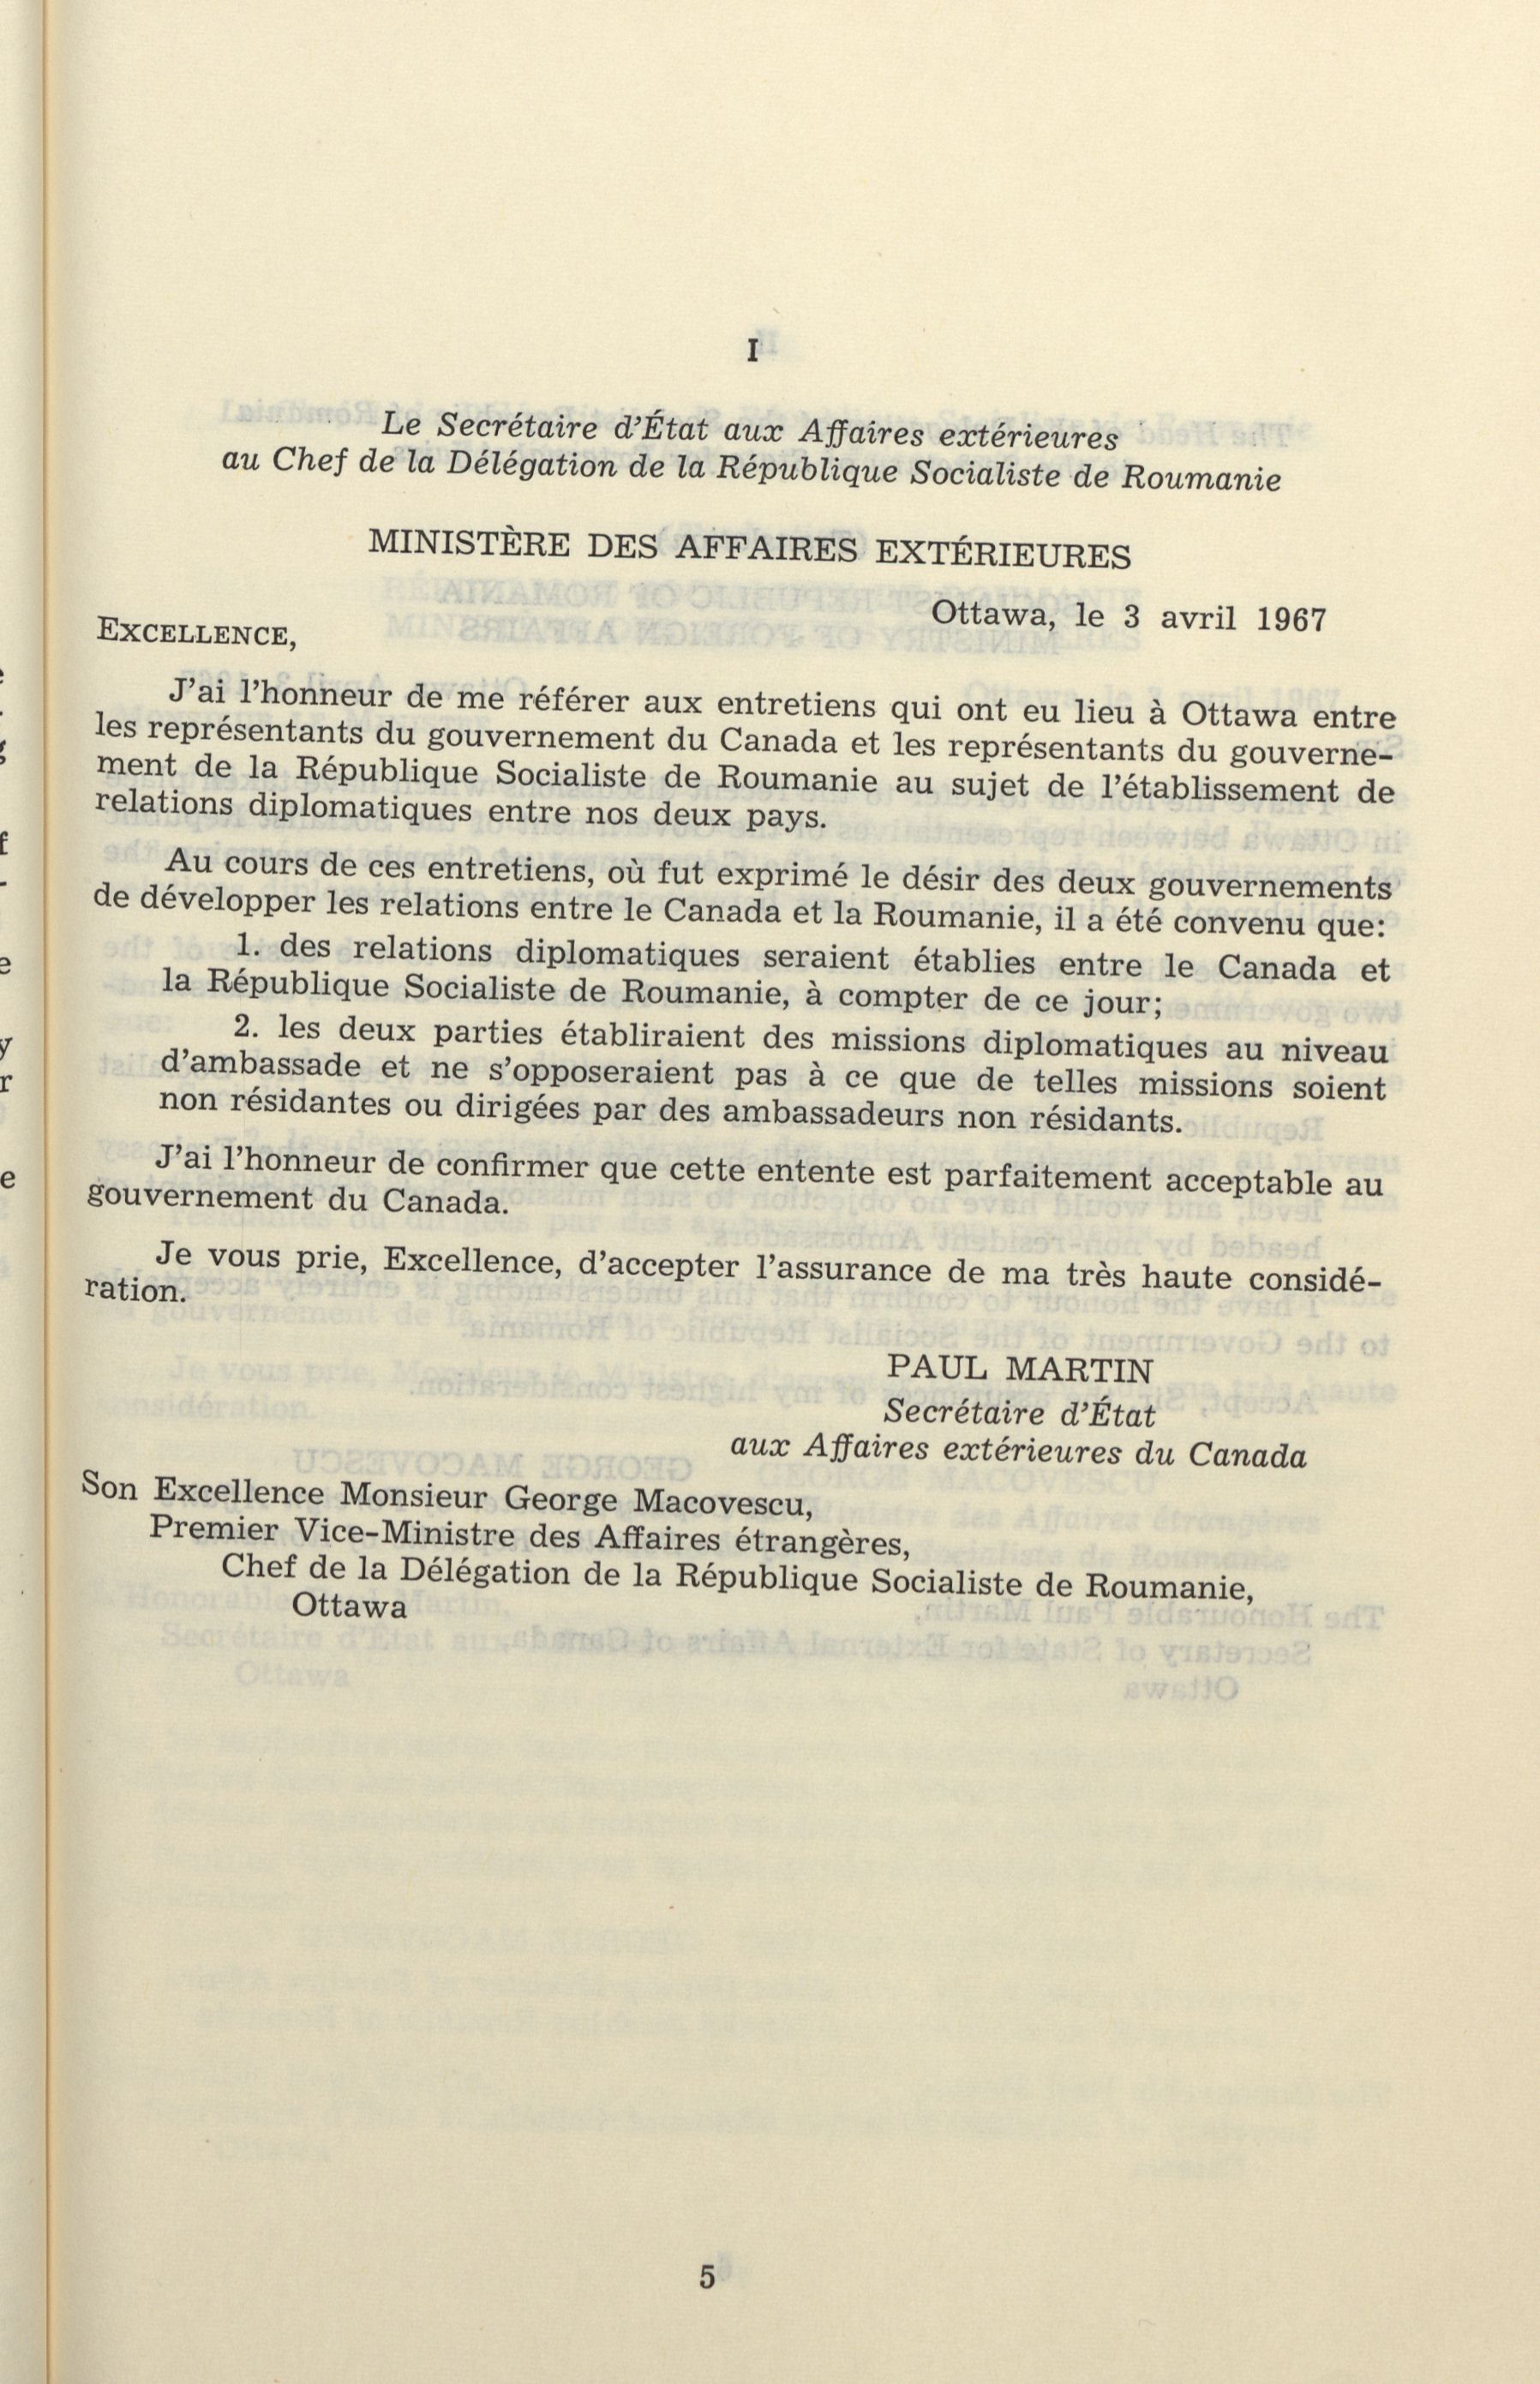 I
Le Secrétaire d'État aux Affaires extérieures
au Chef de la Délégation de la République Socialiste de Roumanie
MINISTÈRE DES AFFAIRES EXTÉRIEURES
Ottawa, le 3 avril 1967
EXCELLENCE,
J'ai l'honneur de me référer aux entretiens qui ont eu lieu à Ottawa entre
les représentants du gouvernement du Canada et les représentants du gouverne-
ment de la République Socialiste de Roumanie au sujet de l'établissement de
relations diplomatiques entre nos deux pays.
Au cours de ces entretiens, où fut exprimé le désir des deux gouvernements
de développer les relations entre le Canada et la Roumanie, il a été convenu que:
1. des relations diplomatiques seraient établies entre le Canada et
la République Socialiste de Roumanie, à compter de ce jour;
2. les deux parties établiraient des missions diplomatiques au niveau
d'ambassade et ne s'opposeraient pas à ce que de telles missions soient
non résidantes ou dirigées par des ambassadeurs non résidants.
J'ai l'honneur de confirmer que cette entente est parfaitement acceptable au
gouvernement du Canada.
Je vous prie, Excellence, d'accepter l'assurance de ma très haute considé-
ration.
PAUL MARTIN
Secrétaire d'État
aux Affaires extérieures du Canada
Son Excellence Monsieur George Macovescu,
Premier Vice-Ministre des Affaires étrangères,
Chef de la Délégation de la République Socialiste de Roumanie,
Ottawa
5